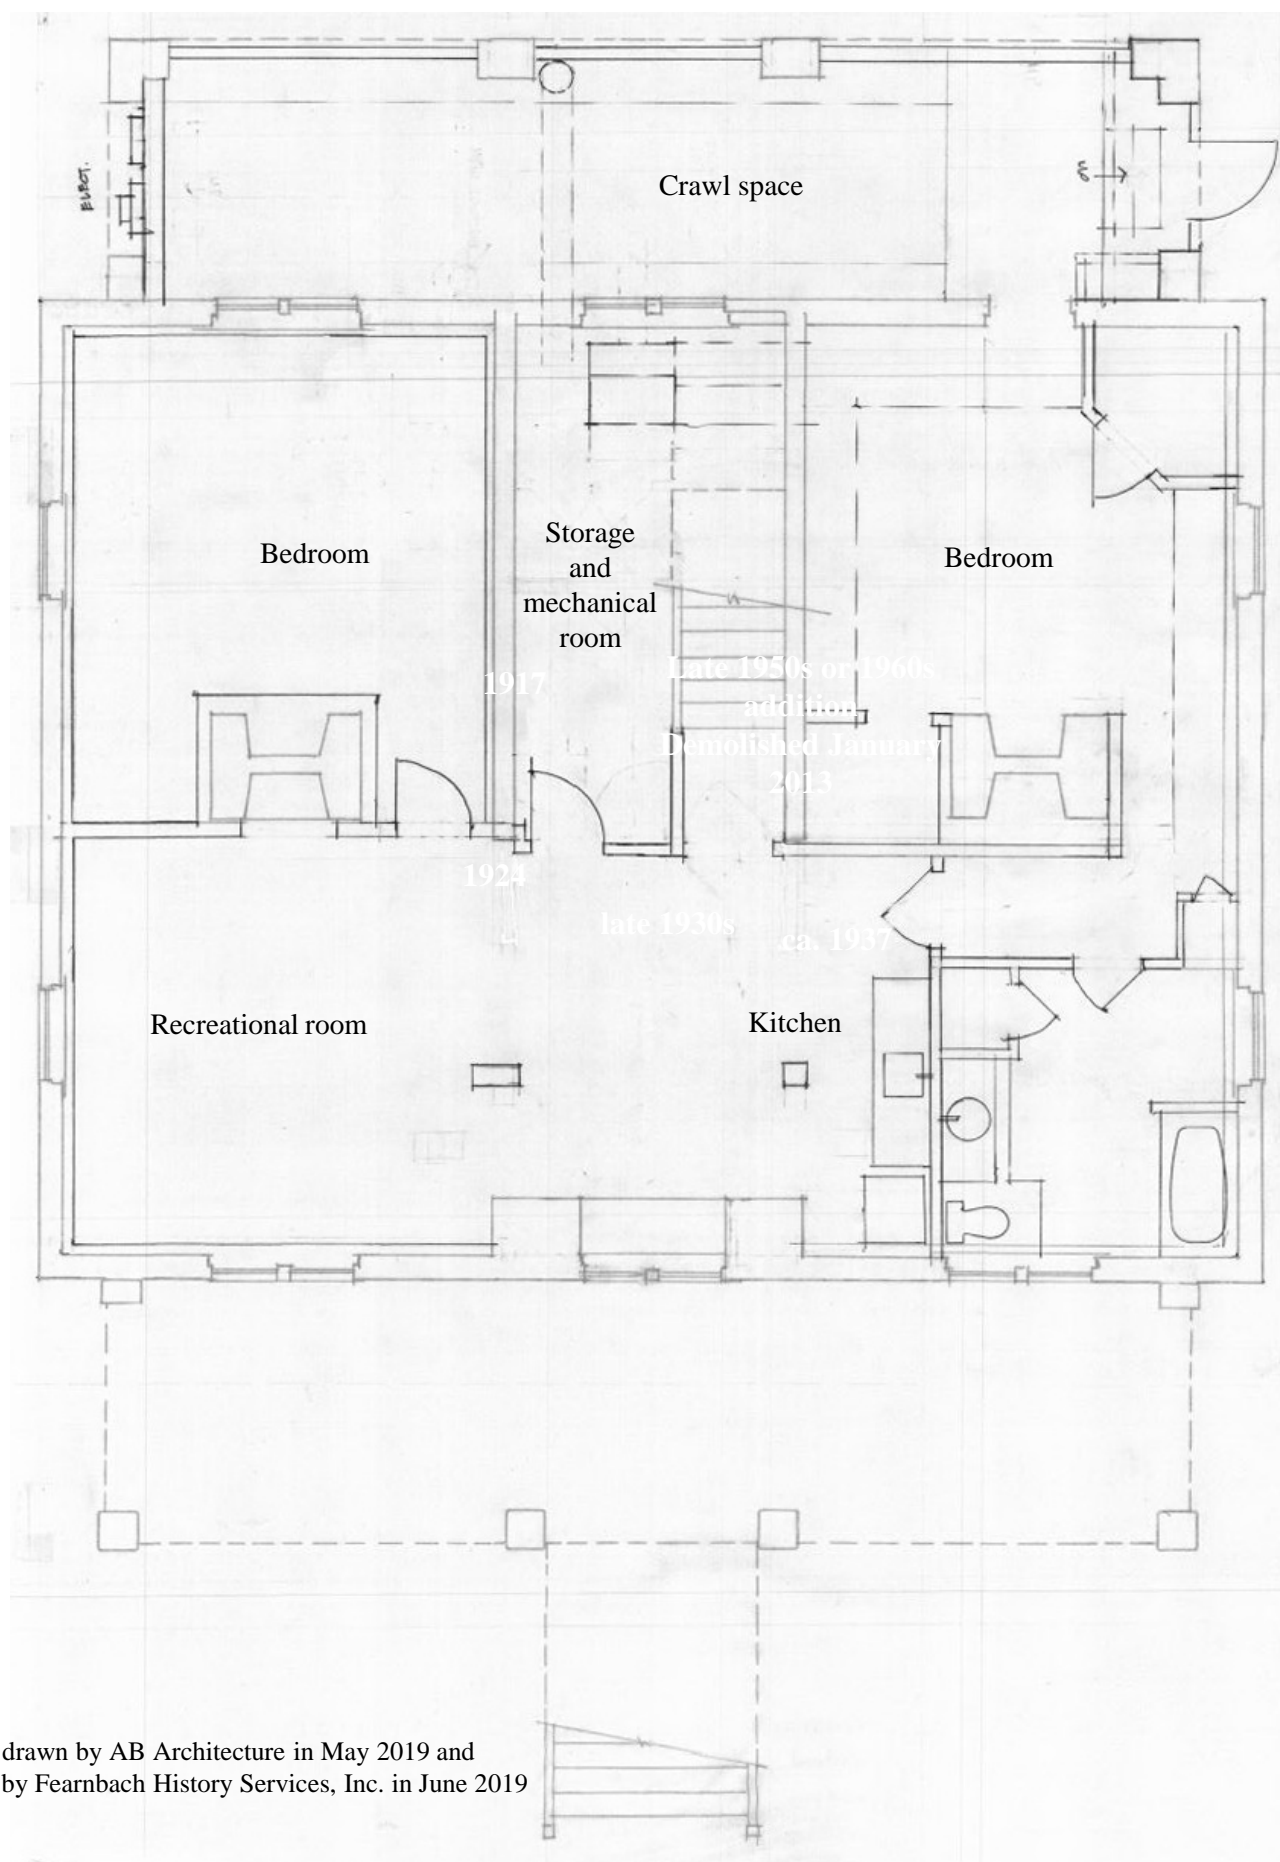 ELECT.
Crawl space
Bedroom
Storage
and
mechanical
room
Bedroom
1917
Late 1950s or 1960s
addition
Demolished January
2013
1924
late 1930s
ca. 1937
Recreational room
Kitchen
drawn by AB Architecture in May 2019 and
by Fearnbach History Services, Inc. in June 2019